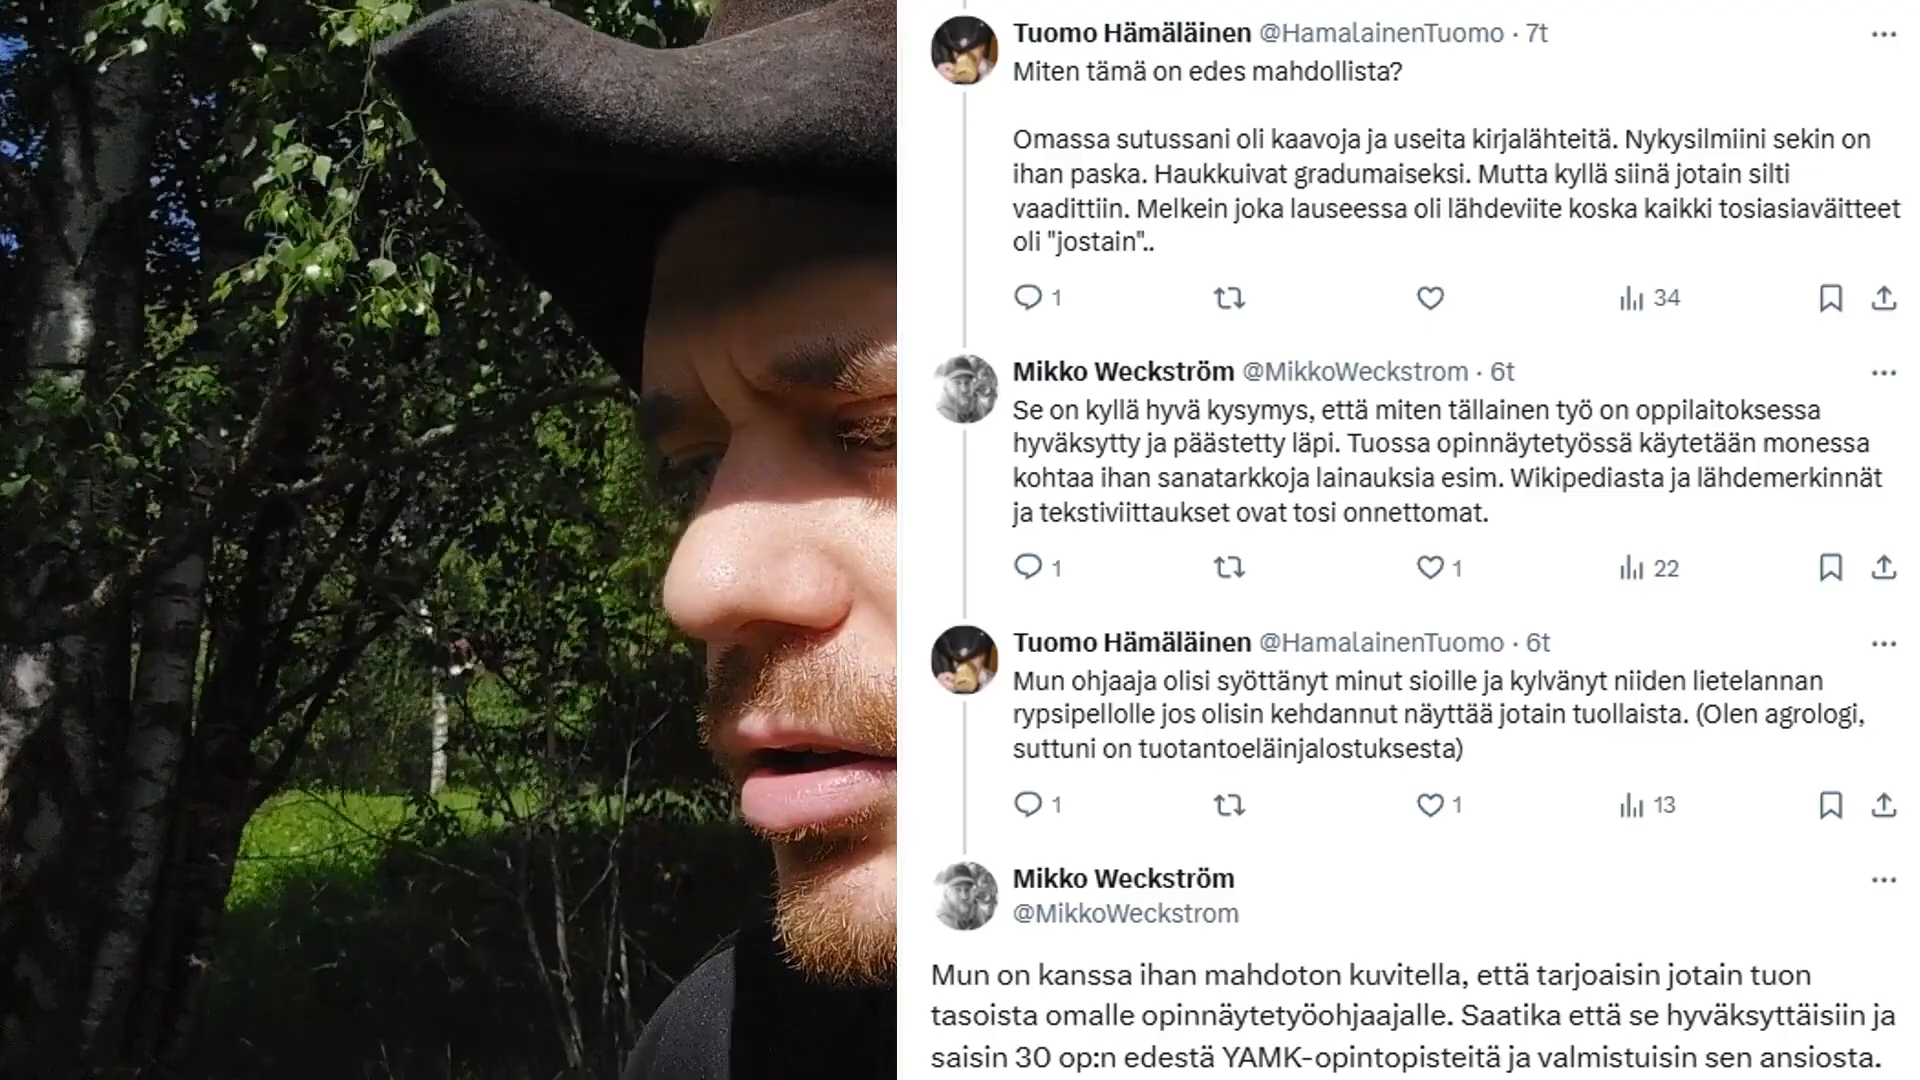 Tuomo Hämäläinen @HamalainenTuomo · 7t
Miten tämä on edes mahdollista?
Omassa sutussani oli kaavoja ja useita kirjalähteitä. Nykysilmiini sekin on
ihan paska. Haukkuivat gradumaiseksi. Mutta kyllä siinä jotain silti
vaadittiin. Melkein joka lauseessa oli lähdeviite koska kaikki tosiasiaväitteet
oli "jostain"..
1 34
Mikko Weckström @MikkoWeckstrom · 6t
Se on kyllä hyvä kysymys, että miten tällainen työ on oppilaitoksessa
hyväksytty ja päästetty läpi. Tuossa opinnäytetyössä käytetään monessa
kohtaa ihan sanatarkkoja lainauksia esim. Wikipediasta ja lähdemerkinnät
ja tekstiviittaukset ovat tosi onnettomat.
1 1 22
Tuomo Hämäläinen @HamalainenTuomo · 6t
Mun ohjaaja olisi syöttänyt minut sioille ja kylvänyt niiden lietelannan
rypsipellolle jos olisin kehdannut näyttää jotain tuollaista. (Olen agrologi,
suttuni on tuotantoeläinjalostuksesta)
1 1 13
Mikko Weckström
@MikkoWeckstrom
Mun on kanssa ihan mahdoton kuvitella, että tarjoaisin jotain tuon
tasoista omalle opinnäytetyöohjaajalle. Saatika että se hyväksyttäisiin ja
saisin 30 op:n edestä YAMK-opintopisteitä ja valmistuisin sen ansiosta.